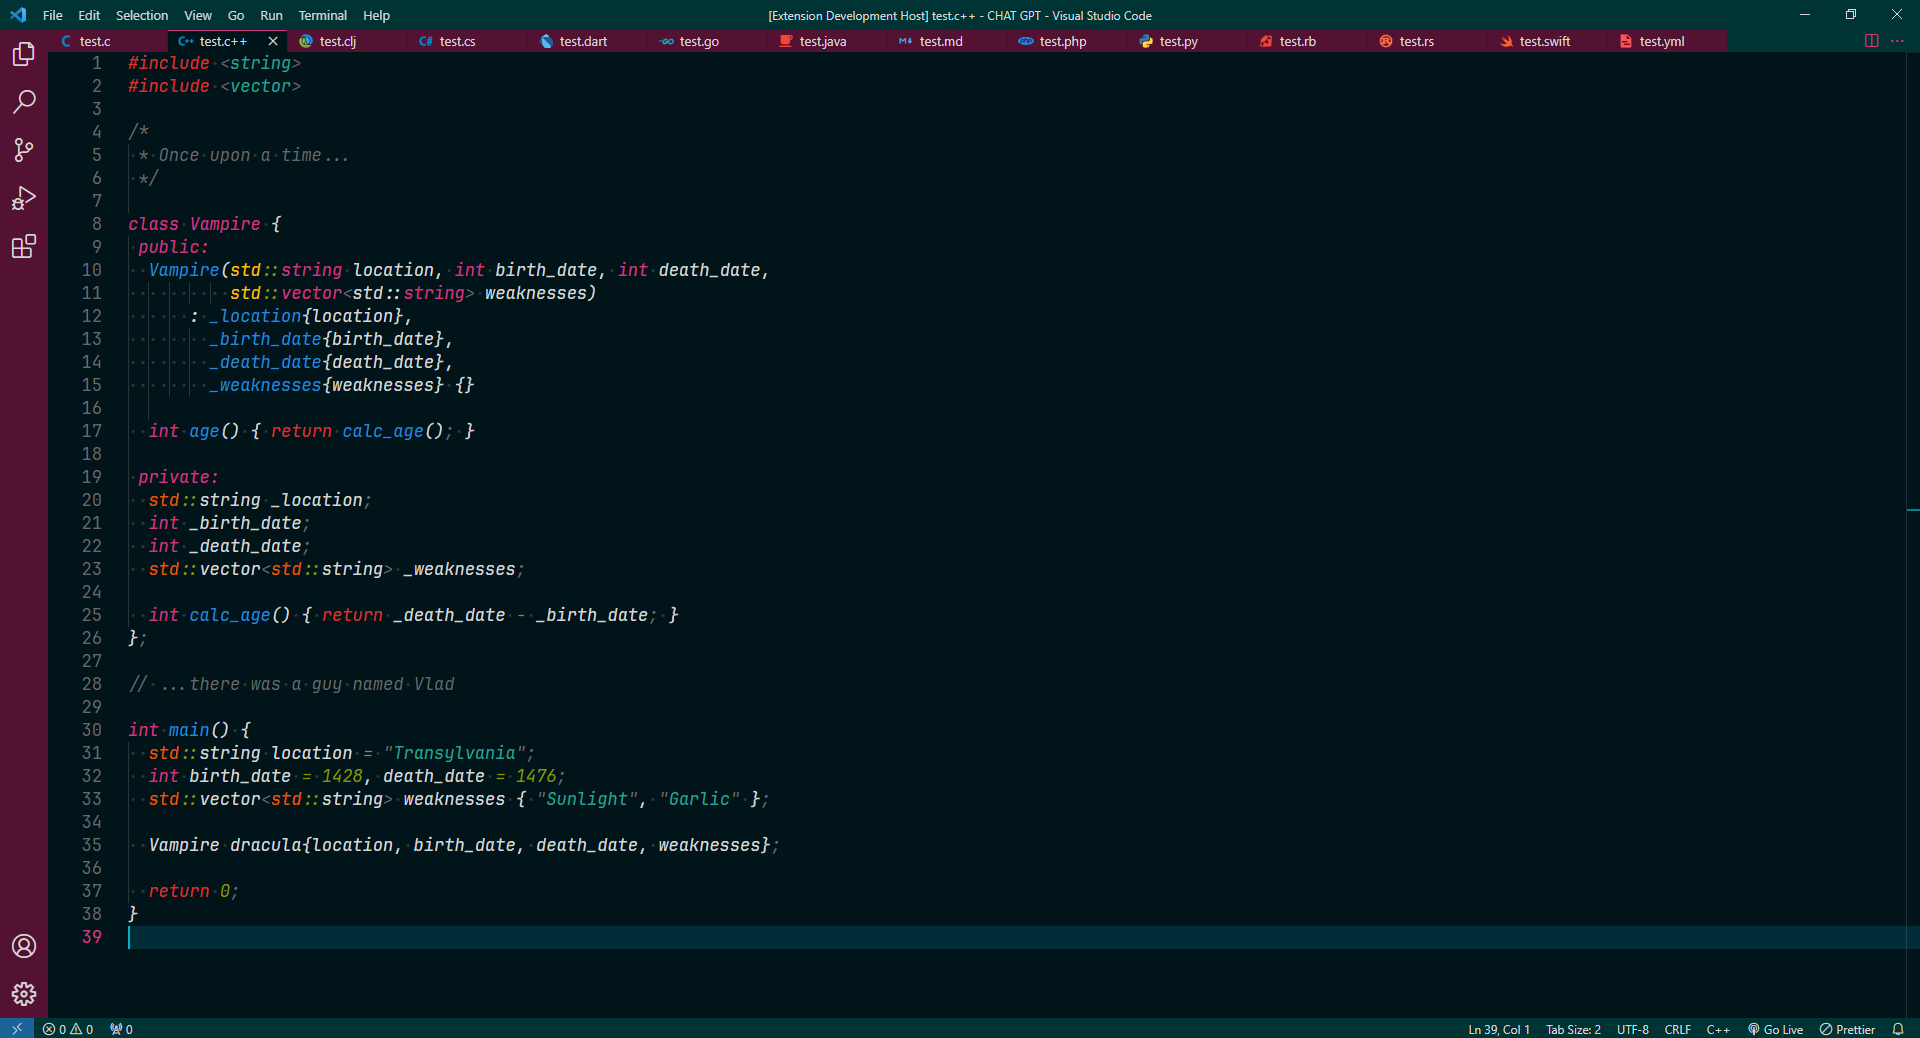 File Edit Selection View Go Run Terminal Help [Extension Development Host] test.c++ - CHAT GPT - Visual Studio Code
C test.c C++ test.c++ test.clj C# test.cs test.dart GO test.go test.java M test.md php test.php test.py test.rb test.rs test.swift test.yml
1 #include <string>
2 #include <vector>
3
4 /*
5 * Once upon a time...
6 */
7
8 class Vampire {
9 public:
10 Vampire(std::string location, int birth_date, int death_date,
11 std::vector<std::string> weaknesses)
12 : _location{location},
13 _birth_date{birth_date},
14 _death_date{death_date},
15 _weaknesses{weaknesses} {}
16
17 int age() { return calc_age(); }
18
19 private:
20 std::string _location;
21 int _birth_date;
22 int _death_date;
23 std::vector<std::string> _weaknesses;
24
25 int calc_age() { return _death_date - _birth_date; }
26 };
27
28 // ...there was a guy named Vlad
29
30 int main() {
31 std::string location = "Transylvania";
32 int birth_date = 1428, death_date = 1476;
33 std::vector<std::string> weaknesses { "Sunlight", "Garlic" };
34
35 Vampire dracula{location, birth_date, death_date, weaknesses};
36
37 return 0;
38 }
39
0 0 0 Ln 39, Col 1 Tab Size: 2 UTF-8 CRLF C++ Go Live Prettier